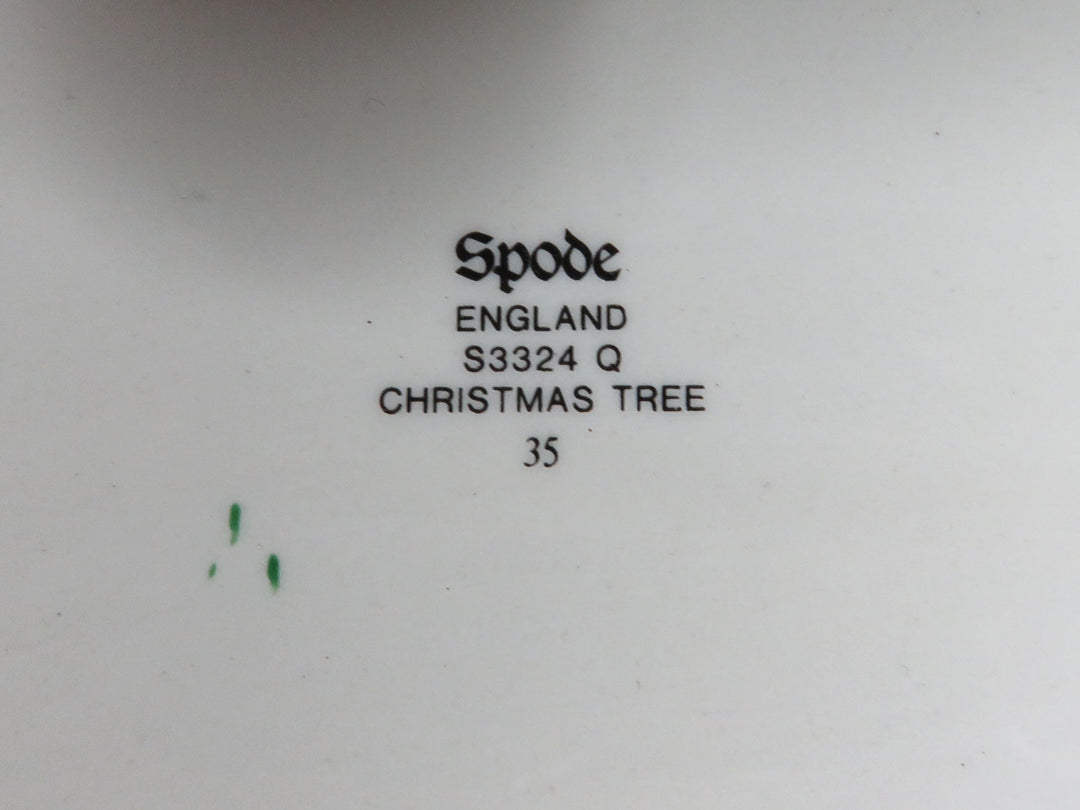 Spode
ENGLAND
S3324 Q
CHRISTMAS TREE
35